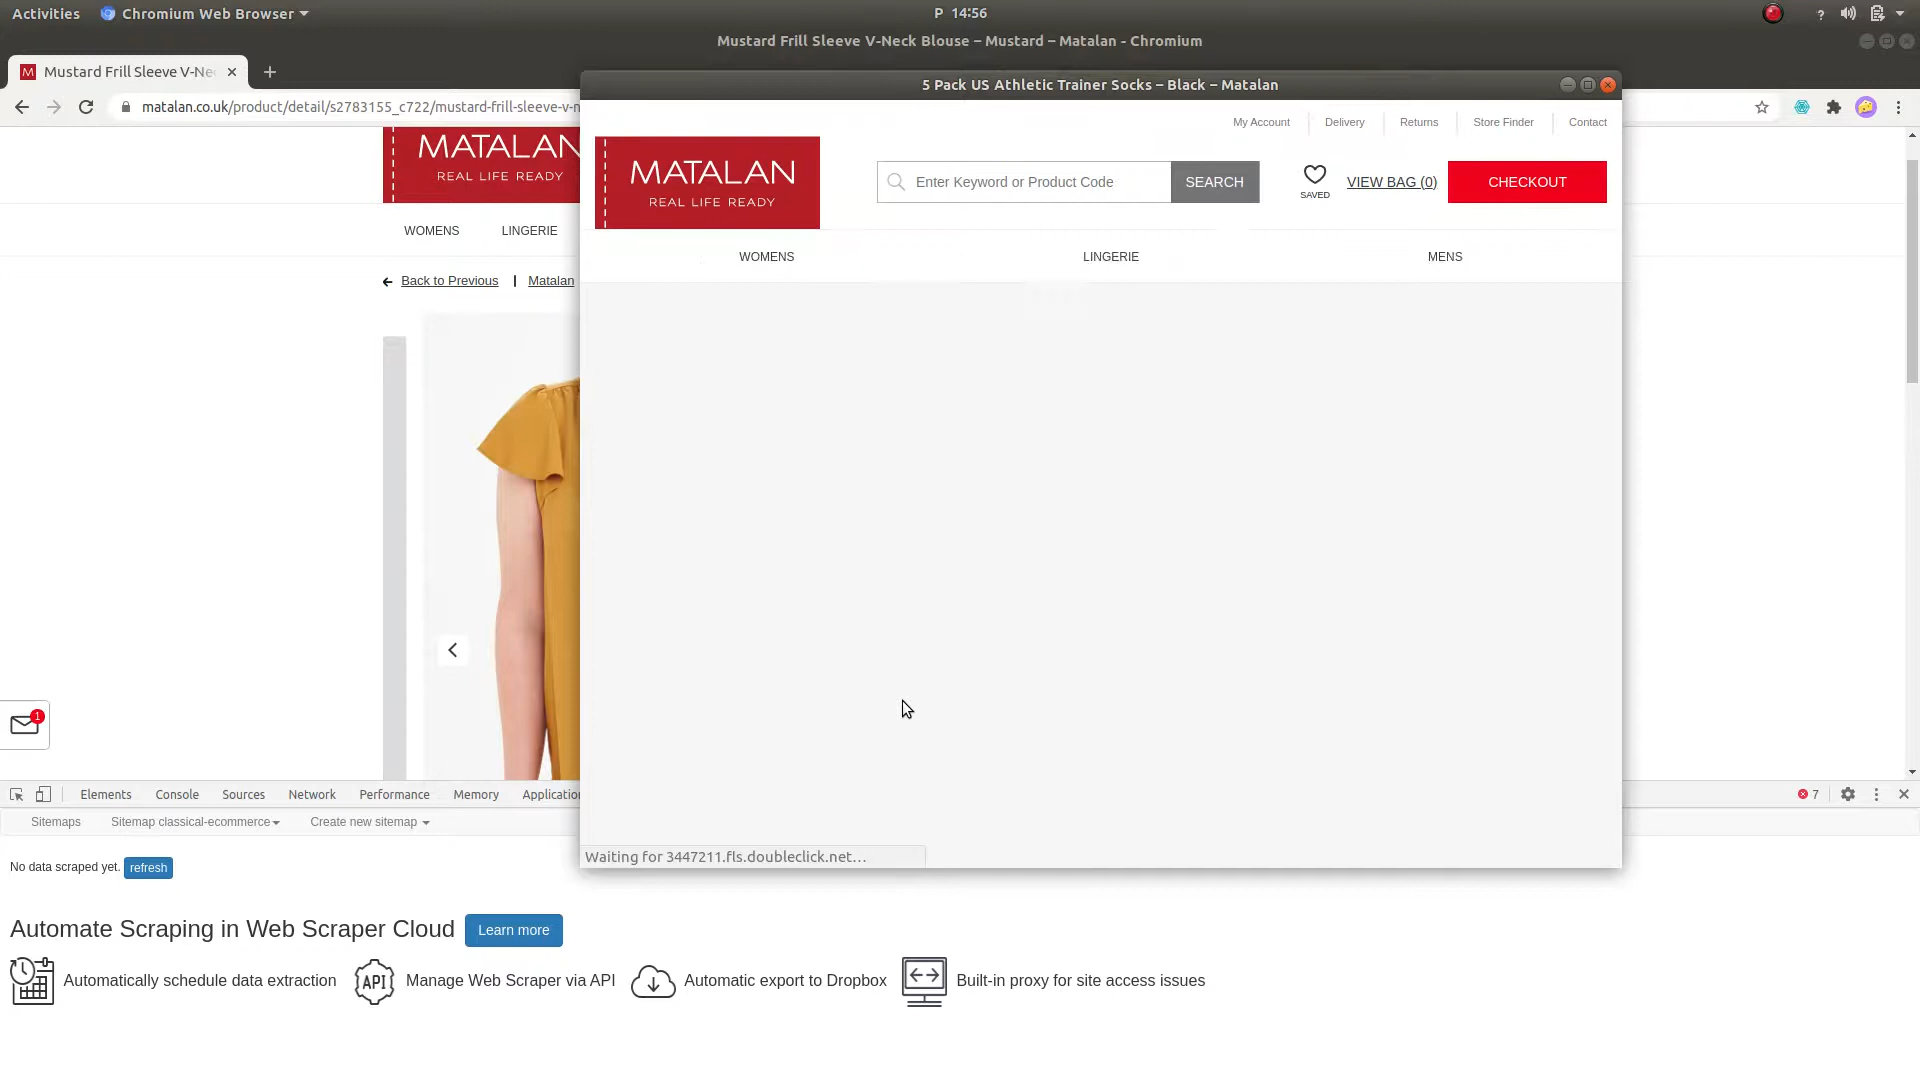 Activities
Chromium Web Browser
P 14:56
?
Mustard Frill Sleeve V-Neck Blouse – Mustard – Matalan - Chromium
M Mustard Frill Sleeve V-Nec
matalan.co.uk/product/detail/s2783155_c722/mustard-frill-sleeve-v-n
MATALAN
REAL LIFE READY
WOMENS
LINGERIE
Back to Previous | Matalan
1
5 Pack US Athletic Trainer Socks – Black – Matalan
My Account
Delivery
Returns
Store Finder
Contact
MATALAN
REAL LIFE READY
Enter Keyword or Product Code
SEARCH
SAVED
VIEW BAG (0)
CHECKOUT
WOMENS
LINGERIE
MENS
Waiting for 3447211.fls.doubleclick.net…
Elements
Console
Sources
Network
Performance
Memory
Application
7
Sitemaps
Sitemap classical-ecommerce
Create new sitemap
No data scraped yet. refresh
Automate Scraping in Web Scraper Cloud
Learn more
Automatically schedule data extraction
API
Manage Web Scraper via API
Automatic export to Dropbox
Built-in proxy for site access issues